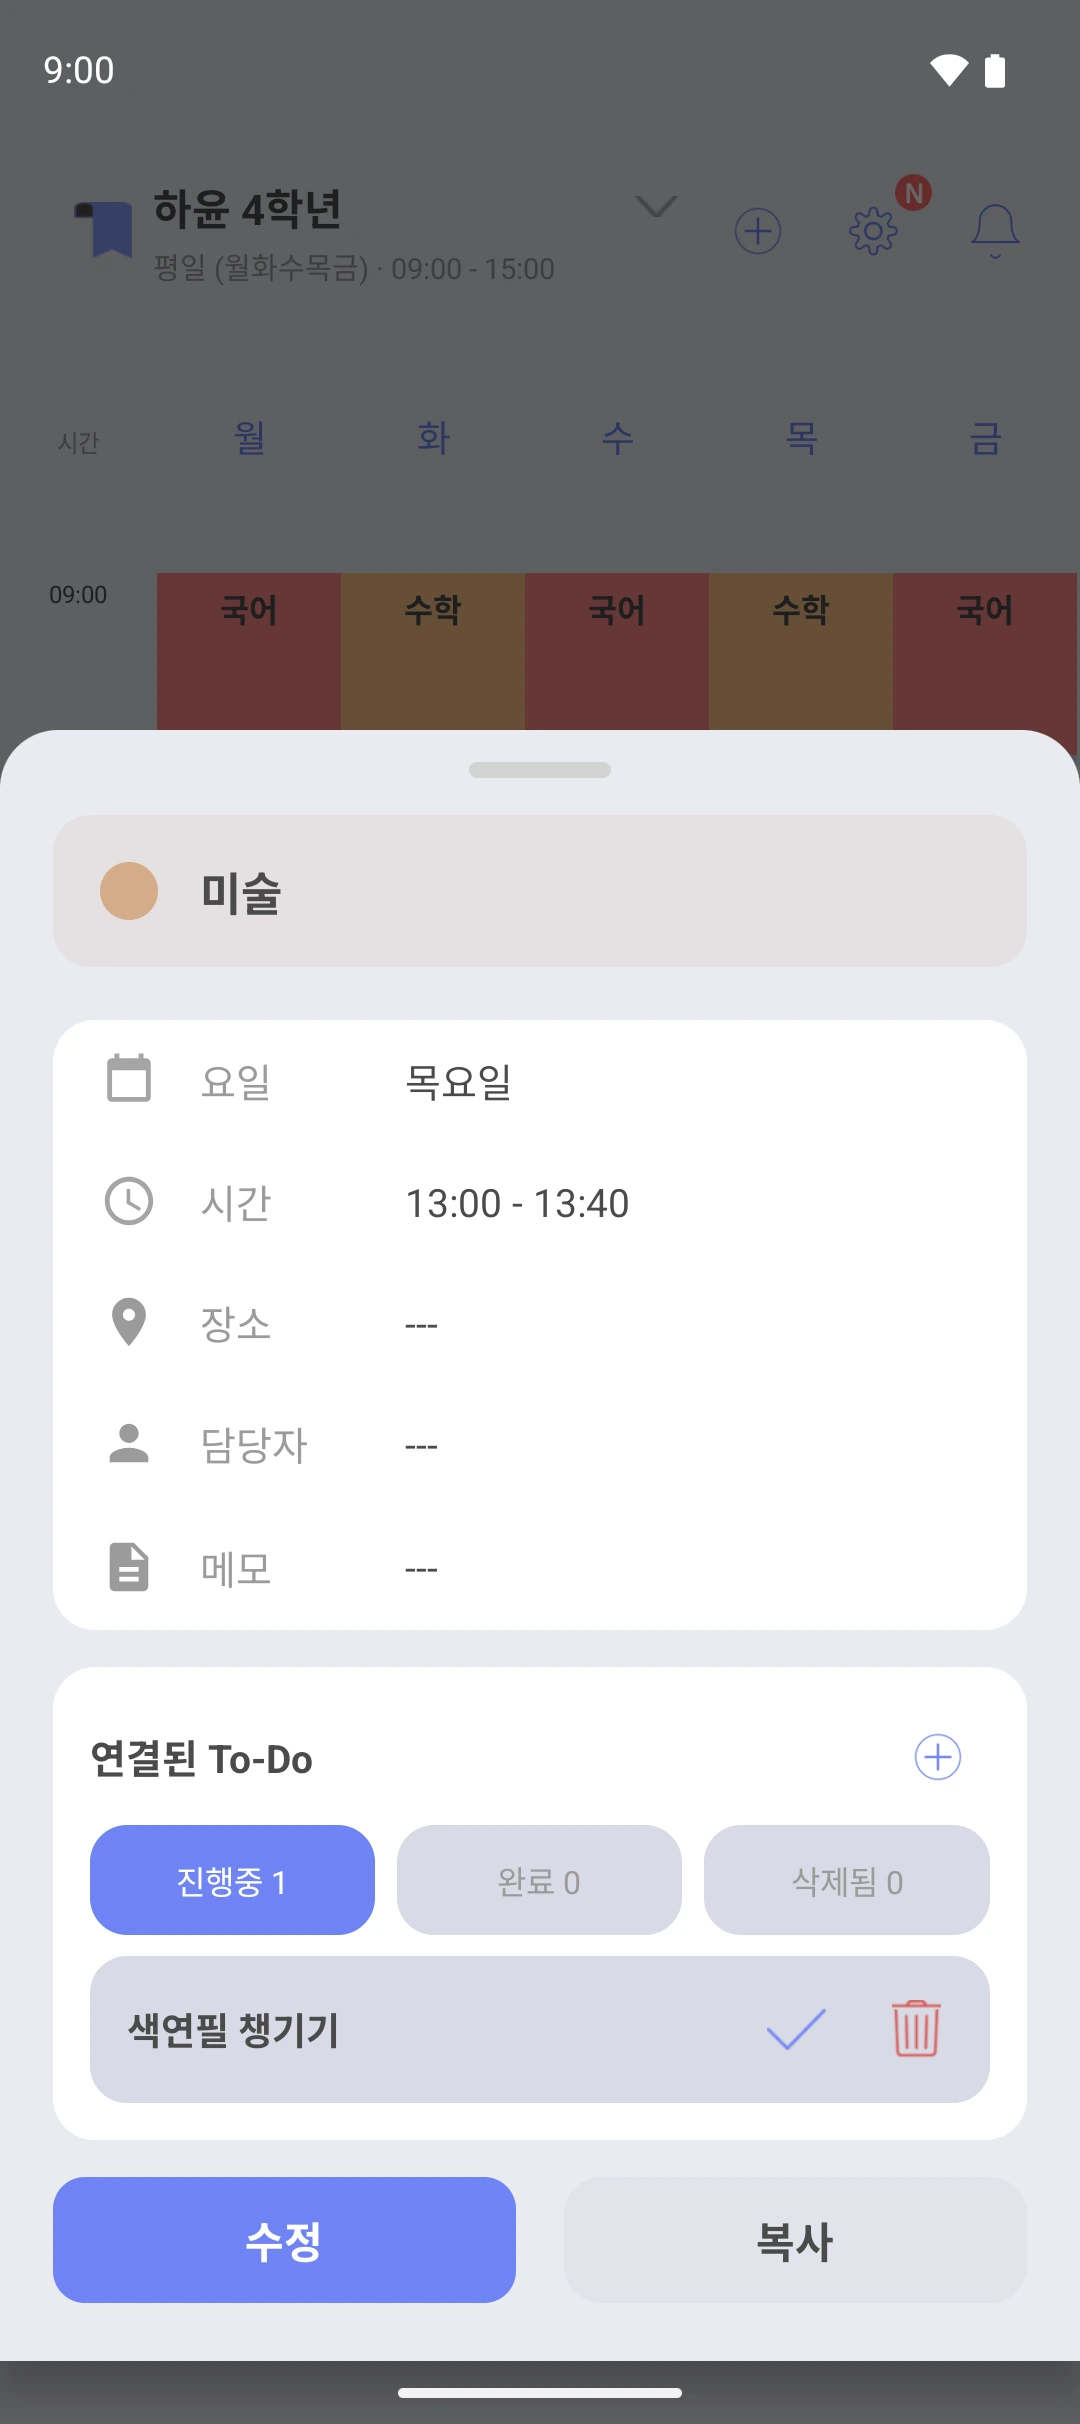 9:00
하윤 4학년
N
평일 (월화수목금) · 09:00 - 15:00
시간 월 화 수 목 금
09:00 국어 수학 국어 수학 국어
미술
요일 목요일
시간 13:00 - 13:40
장소 ---
담당자 ---
메모 ---
연결된 To-Do
진행중 1 완료 0 삭제됨 0
색연필 챙기기
수정 복사